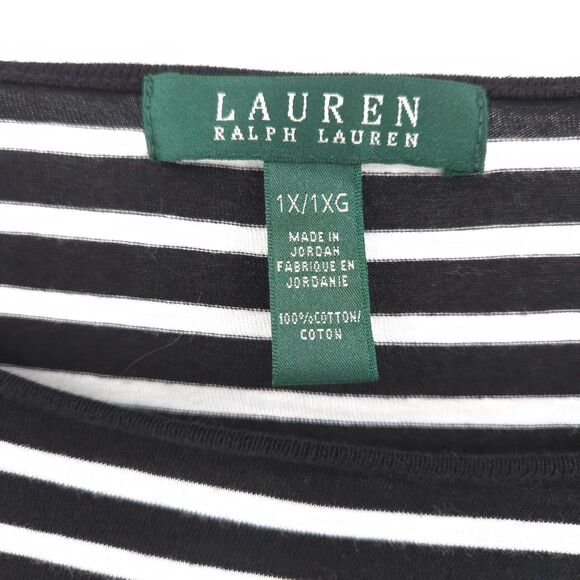 LAUREN
RALPH LAUREN
1X/1XG
MADE IN
JORDAN
FABRIQUE EN
JORDANIE
100%COTTON/
COTON